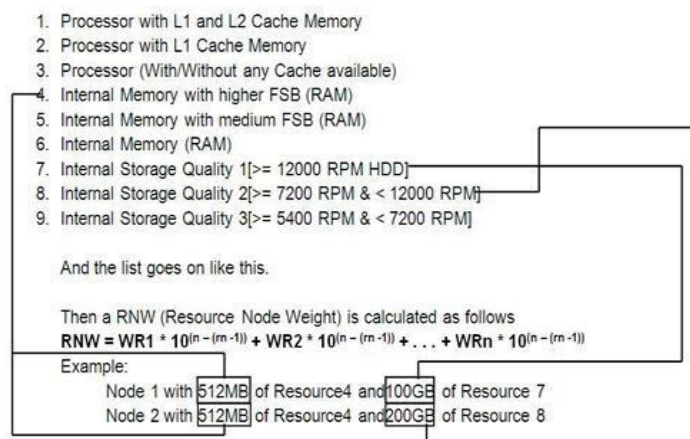 1. Processor with L1 and L2 Cache Memory
2. Processor with L1 Cache Memory
3. Processor (With/Without any Cache available)
4. Internal Memory with higher FSB (RAM)
5. Internal Memory with medium FSB (RAM)
6. Internal Memory (RAM)
7. Internal Storage Quality 1[>= 12000 RPM HDD]
8. Internal Storage Quality 2[>= 7200 RPM & < 12000 RPM]
9. Internal Storage Quality 3[>= 5400 RPM & < 7200 RPM]
And the list goes on like this.
Then a RNW (Resource Node Weight) is calculated as follows
RNW = WR1 * 10^(n – (rn -1)) + WR2 * 10^(n – (rn -1)) + . . . + WRn * 10^(n – (rn -1))
Example:
Node 1 with 512MB of Resource4 and 100GB of Resource 7
Node 2 with 512MB of Resource4 and 200GB of Resource 8